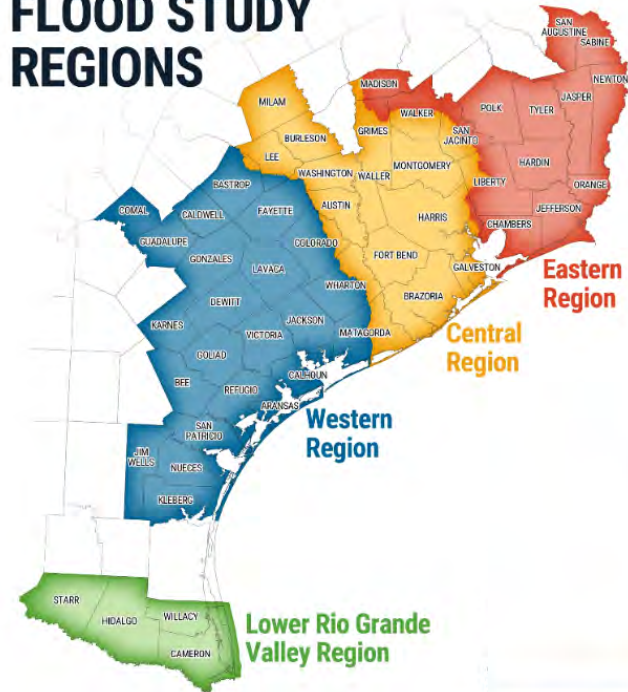 FLOOD STUDY
REGIONS
SAN
AUGUSTINE
SABINE
NEWTON
MADISON
MILAM
WALKER
POLK
TYLER
JASPER
BURLESON
GRIMES
SAN
JACINTO
LEE
WASHINGTON
WALLER
MONTGOMERY
HARDIN
BASTROP
LIBERTY
ORANGE
COMAL
CALDWELL
FAYETTE
AUSTIN
HARRIS
JEFFERSON
CHAMBERS
GUADALUPE
COLORADO
GONZALES
FORT BEND
GALVESTON
LAVACA
Eastern
Region
WHARTON
DEWITT
BRAZORIA
KARNES
VICTORIA
JACKSON
MATAGORDA
Central
Region
GOLIAD
CALHOUN
BEE
REFUGIO
ARANSAS
Western
Region
SAN
PATRICIO
JIM
WELLS
NUECES
KLEBERG
STARR
HIDALGO
WILLACY
CAMERON
Lower Rio Grande
Valley Region